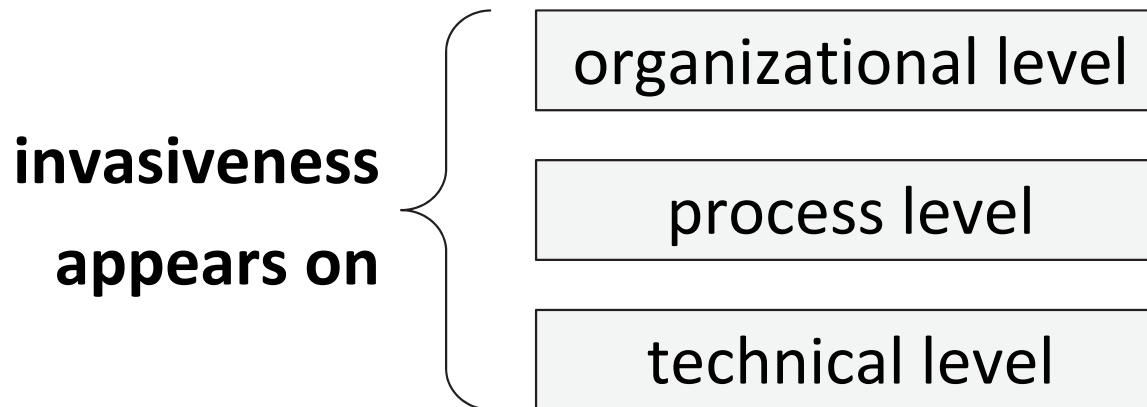 invasiveness
appears on
organizational level
process level
technical level